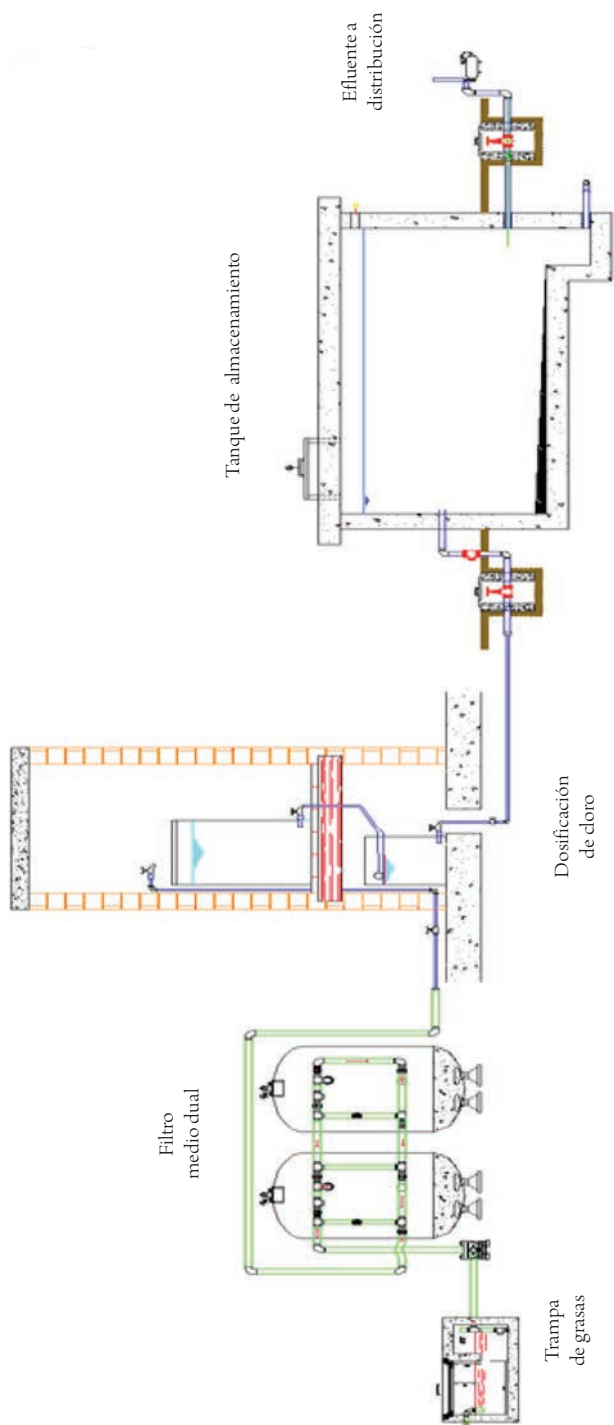 Trampa
de grasas
Filtro
medio dual
Dosificación
de cloro
Tanque de almacenamiento
Efluente a
distribución